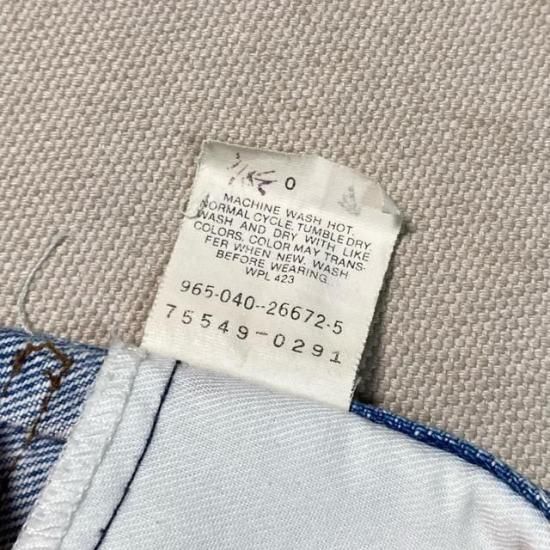 0
MACHINE WASH HOT.
NORMAL CYCLE. TUMBLE DRY.
WASH AND DRY WITH LIKE
COLORS. COLOR MAY TRANS-
FER WHEN NEW. WASH
BEFORE WEARING.
WPL 423
965-040-26672-5
75549-0291